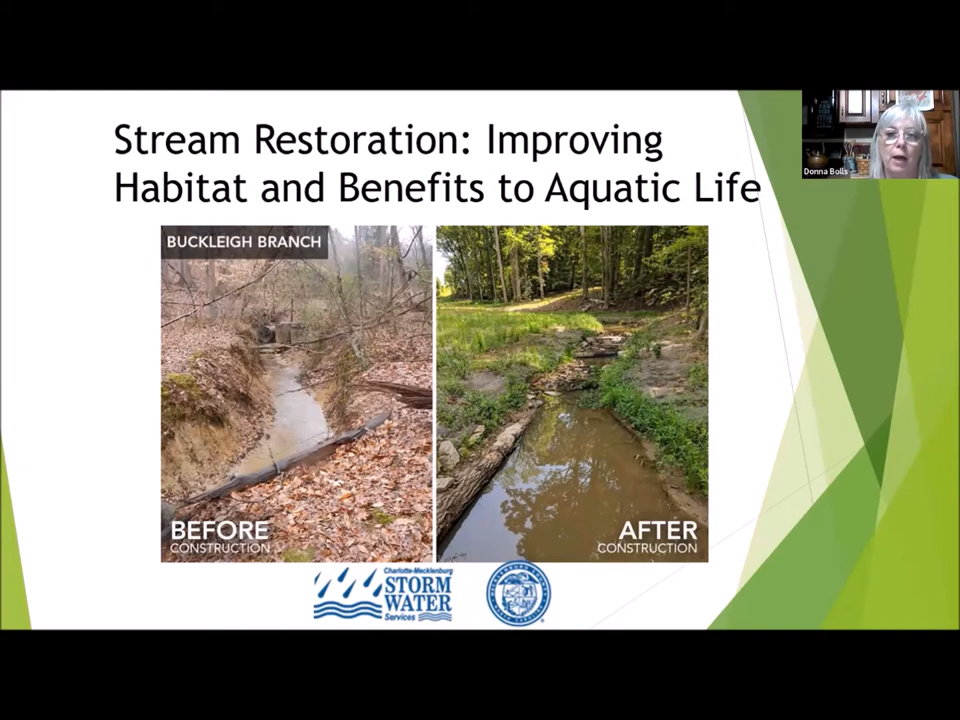 Stream Restoration: Improving
Habitat and Benefits to Aquatic Life
Donna Bolls
BUCKLEIGH BRANCH
BEFORE
CONSTRUCTION
AFTER
CONSTRUCTION
Charlotte-Mecklenburg
STORM
WATER
Services